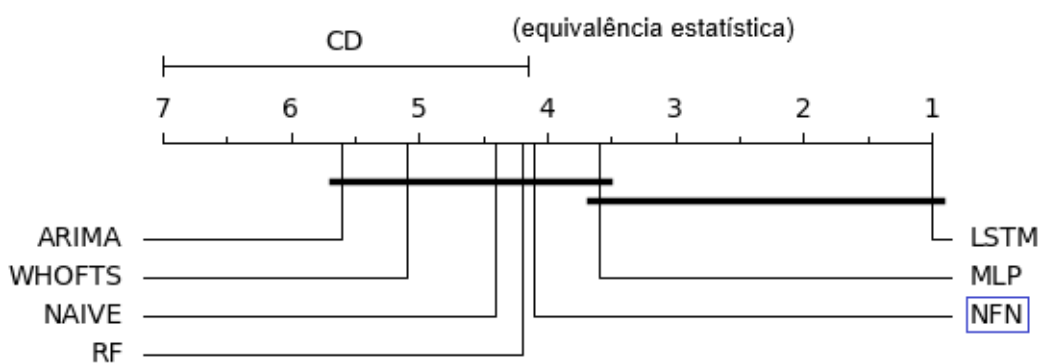 (equivalência estatística)
CD
7 6 5 4 3 2 1
ARIMA LSTM
WHOFTS MLP
NAIVE NFN
RF